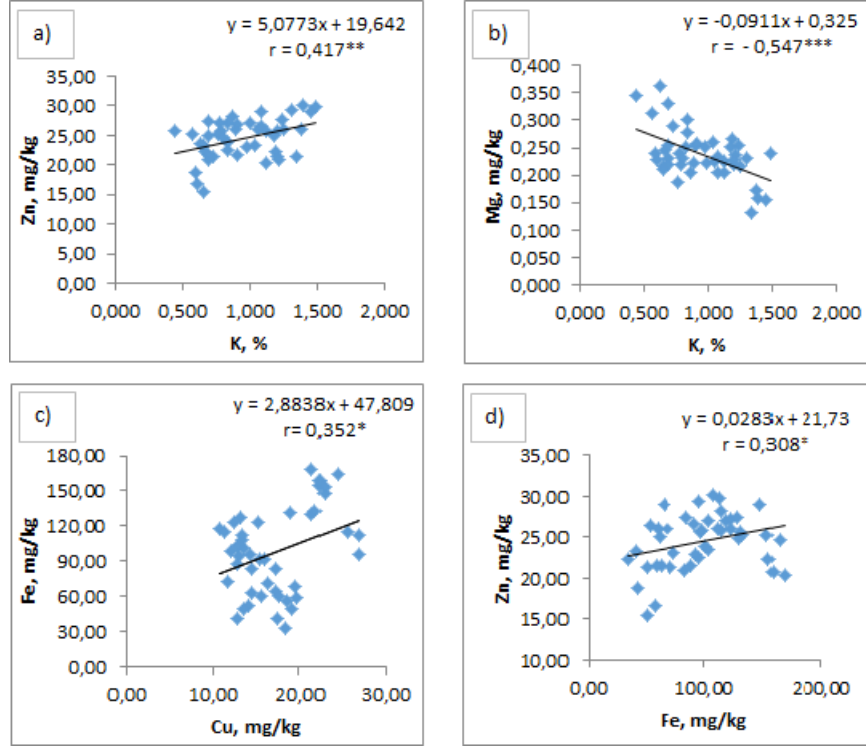 a)
y = 5,0773x + 19,642
r = 0,417**
35,00
30,00
25,00
20,00
15,00
10,00
5,00
0,00
Zn, mg/kg
0,000 0,500 1,000 1,500 2,000
K, %
b)
y = -0,0911x + 0,325
r = - 0,547***
0,400
0,350
0,300
0,250
0,200
0,150
0,100
0,050
0,000
Mg, mg/kg
0,000 0,500 1,000 1,500 2,000
K, %
c)
y = 2,8838x + 47,809
r= 0,352*
180,00
150,00
120,00
90,00
60,00
30,00
0,00
Fe, mg/kg
0,00 10,00 20,00 30,00
Cu, mg/kg
d)
y = 0,0283x + 21,73
r = 0,308*
35,00
30,00
25,00
20,00
15,00
10,00
Zn, mg/kg
0,00 100,00 200,00
Fe, mg/kg